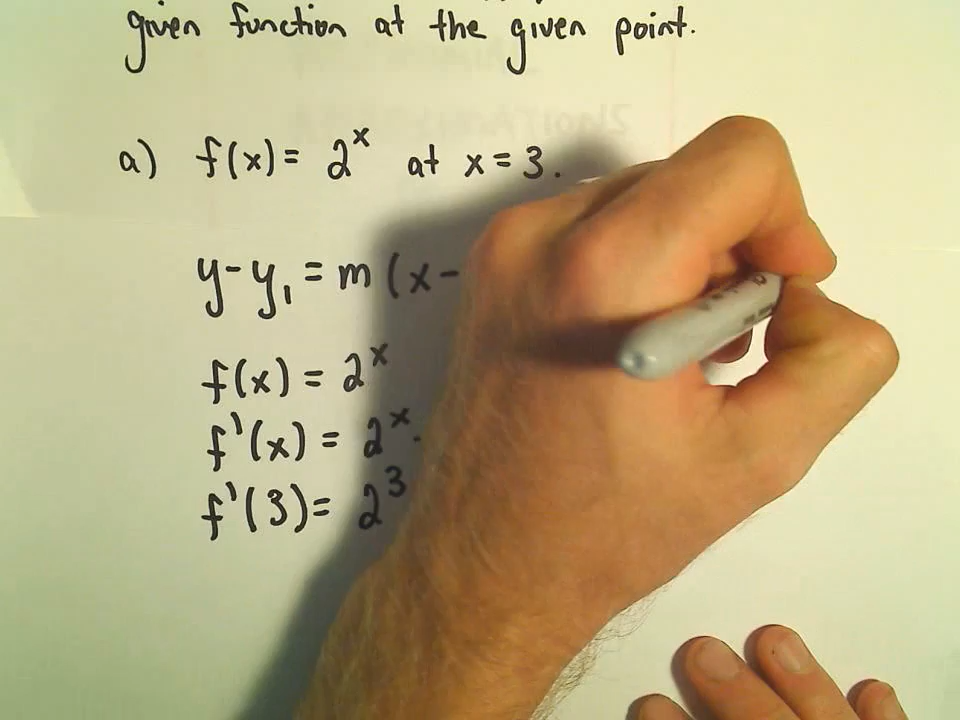 given function at the given point.
a) f(x) = 2^x at x = 3.
y - y₁ = m (x -
f(x) = 2^x
f'(x) = 2^x ·
f'(3) = 2^3